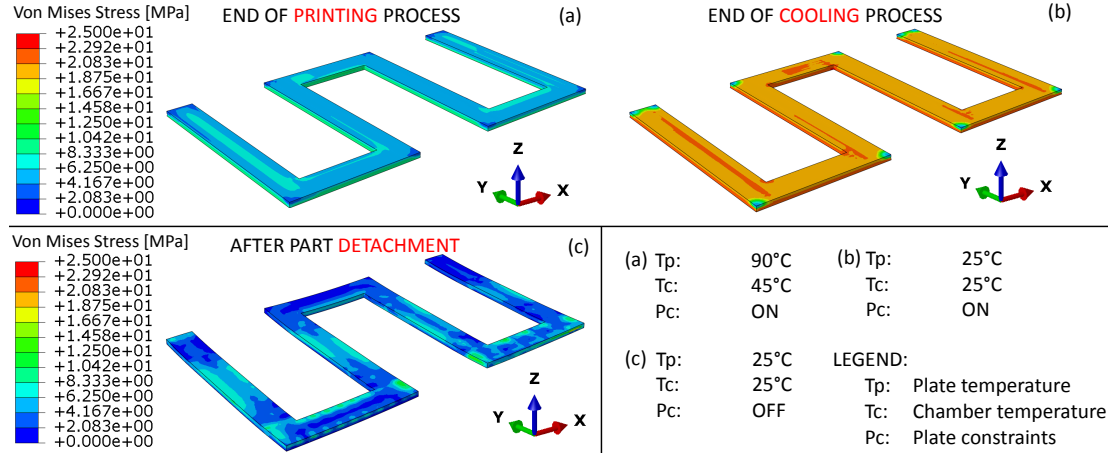 Von Mises Stress [MPa]
+2.500e+01
+2.292e+01
+2.083e+01
+1.875e+01
+1.667e+01
+1.458e+01
+1.250e+01
+1.042e+01
+8.333e+00
+6.250e+00
+4.167e+00
+2.083e+00
+0.000e+00
END OF PRINTING PROCESS
(a)
Z
Y
X
END OF COOLING PROCESS
(b)
Z
Y
X
Von Mises Stress [MPa]
+2.500e+01
+2.292e+01
+2.083e+01
+1.875e+01
+1.667e+01
+1.458e+01
+1.250e+01
+1.042e+01
+8.333e+00
+6.250e+00
+4.167e+00
+2.083e+00
+0.000e+00
AFTER PART DETACHMENT
(c)
Z
Y
X
(a) Tp: 90°C
Tc: 45°C
Pc: ON
(b) Tp: 25°C
Tc: 25°C
Pc: ON
(c) Tp: 25°C
Tc: 25°C
Pc: OFF
LEGEND:
Tp: Plate temperature
Tc: Chamber temperature
Pc: Plate constraints